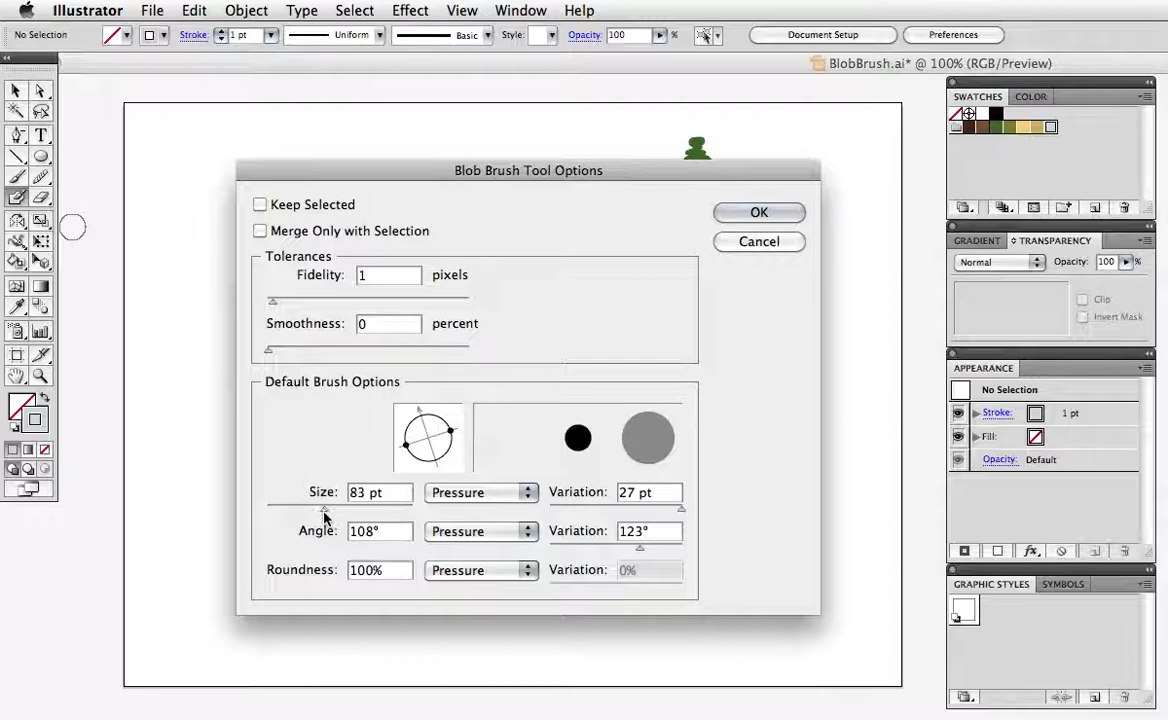 Illustrator File Edit Object Type Select Effect View Window Help
No Selection Stroke: 1 pt Uniform Basic Style: Opacity: 100 % Document Setup Preferences
BlobBrush.ai* @ 100% (RGB/Preview)
SWATCHES COLOR
Blob Brush Tool Options
Keep Selected
OK
Merge Only with Selection
Cancel
Tolerances
Fidelity: 1 pixels
Smoothness: 0 percent
Default Brush Options
Size: 83 pt Pressure Variation: 27 pt
Angle: 108° Pressure Variation: 123°
Roundness: 100% Pressure Variation: 0%
GRADIENT TRANSPARENCY
Normal Opacity: 100 %
Clip
Invert Mask
APPEARANCE
No Selection
Stroke: 1 pt
Fill:
Opacity: Default
fx
GRAPHIC STYLES SYMBOLS